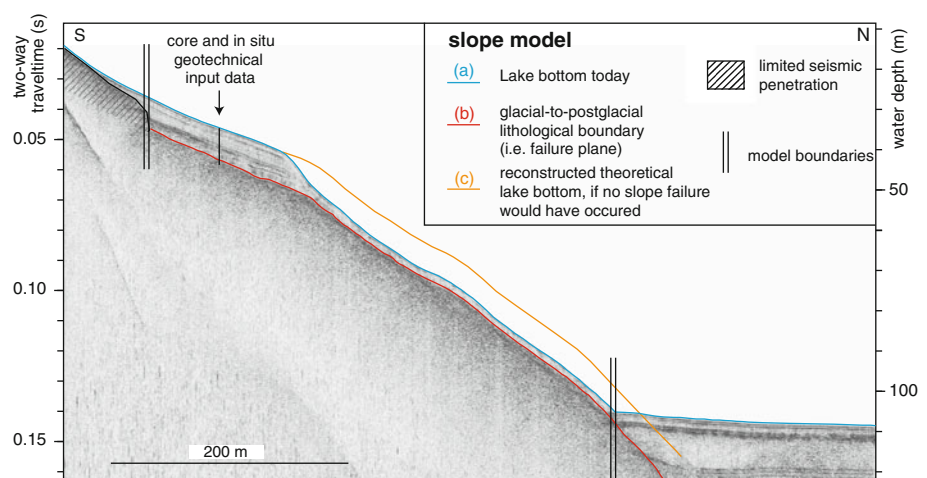 S
N
two-way
traveltime (s)
0.05
0.10
0.15
core and in situ
geotechnical
input data
slope model
(a) Lake bottom today
(b) glacial-to-postglacial
lithological boundary
(i.e. failure plane)
(c) reconstructed theoretical
lake bottom, if no slope failure
would have occured
limited seismic
penetration
model boundaries
water depth (m)
50
100
200 m